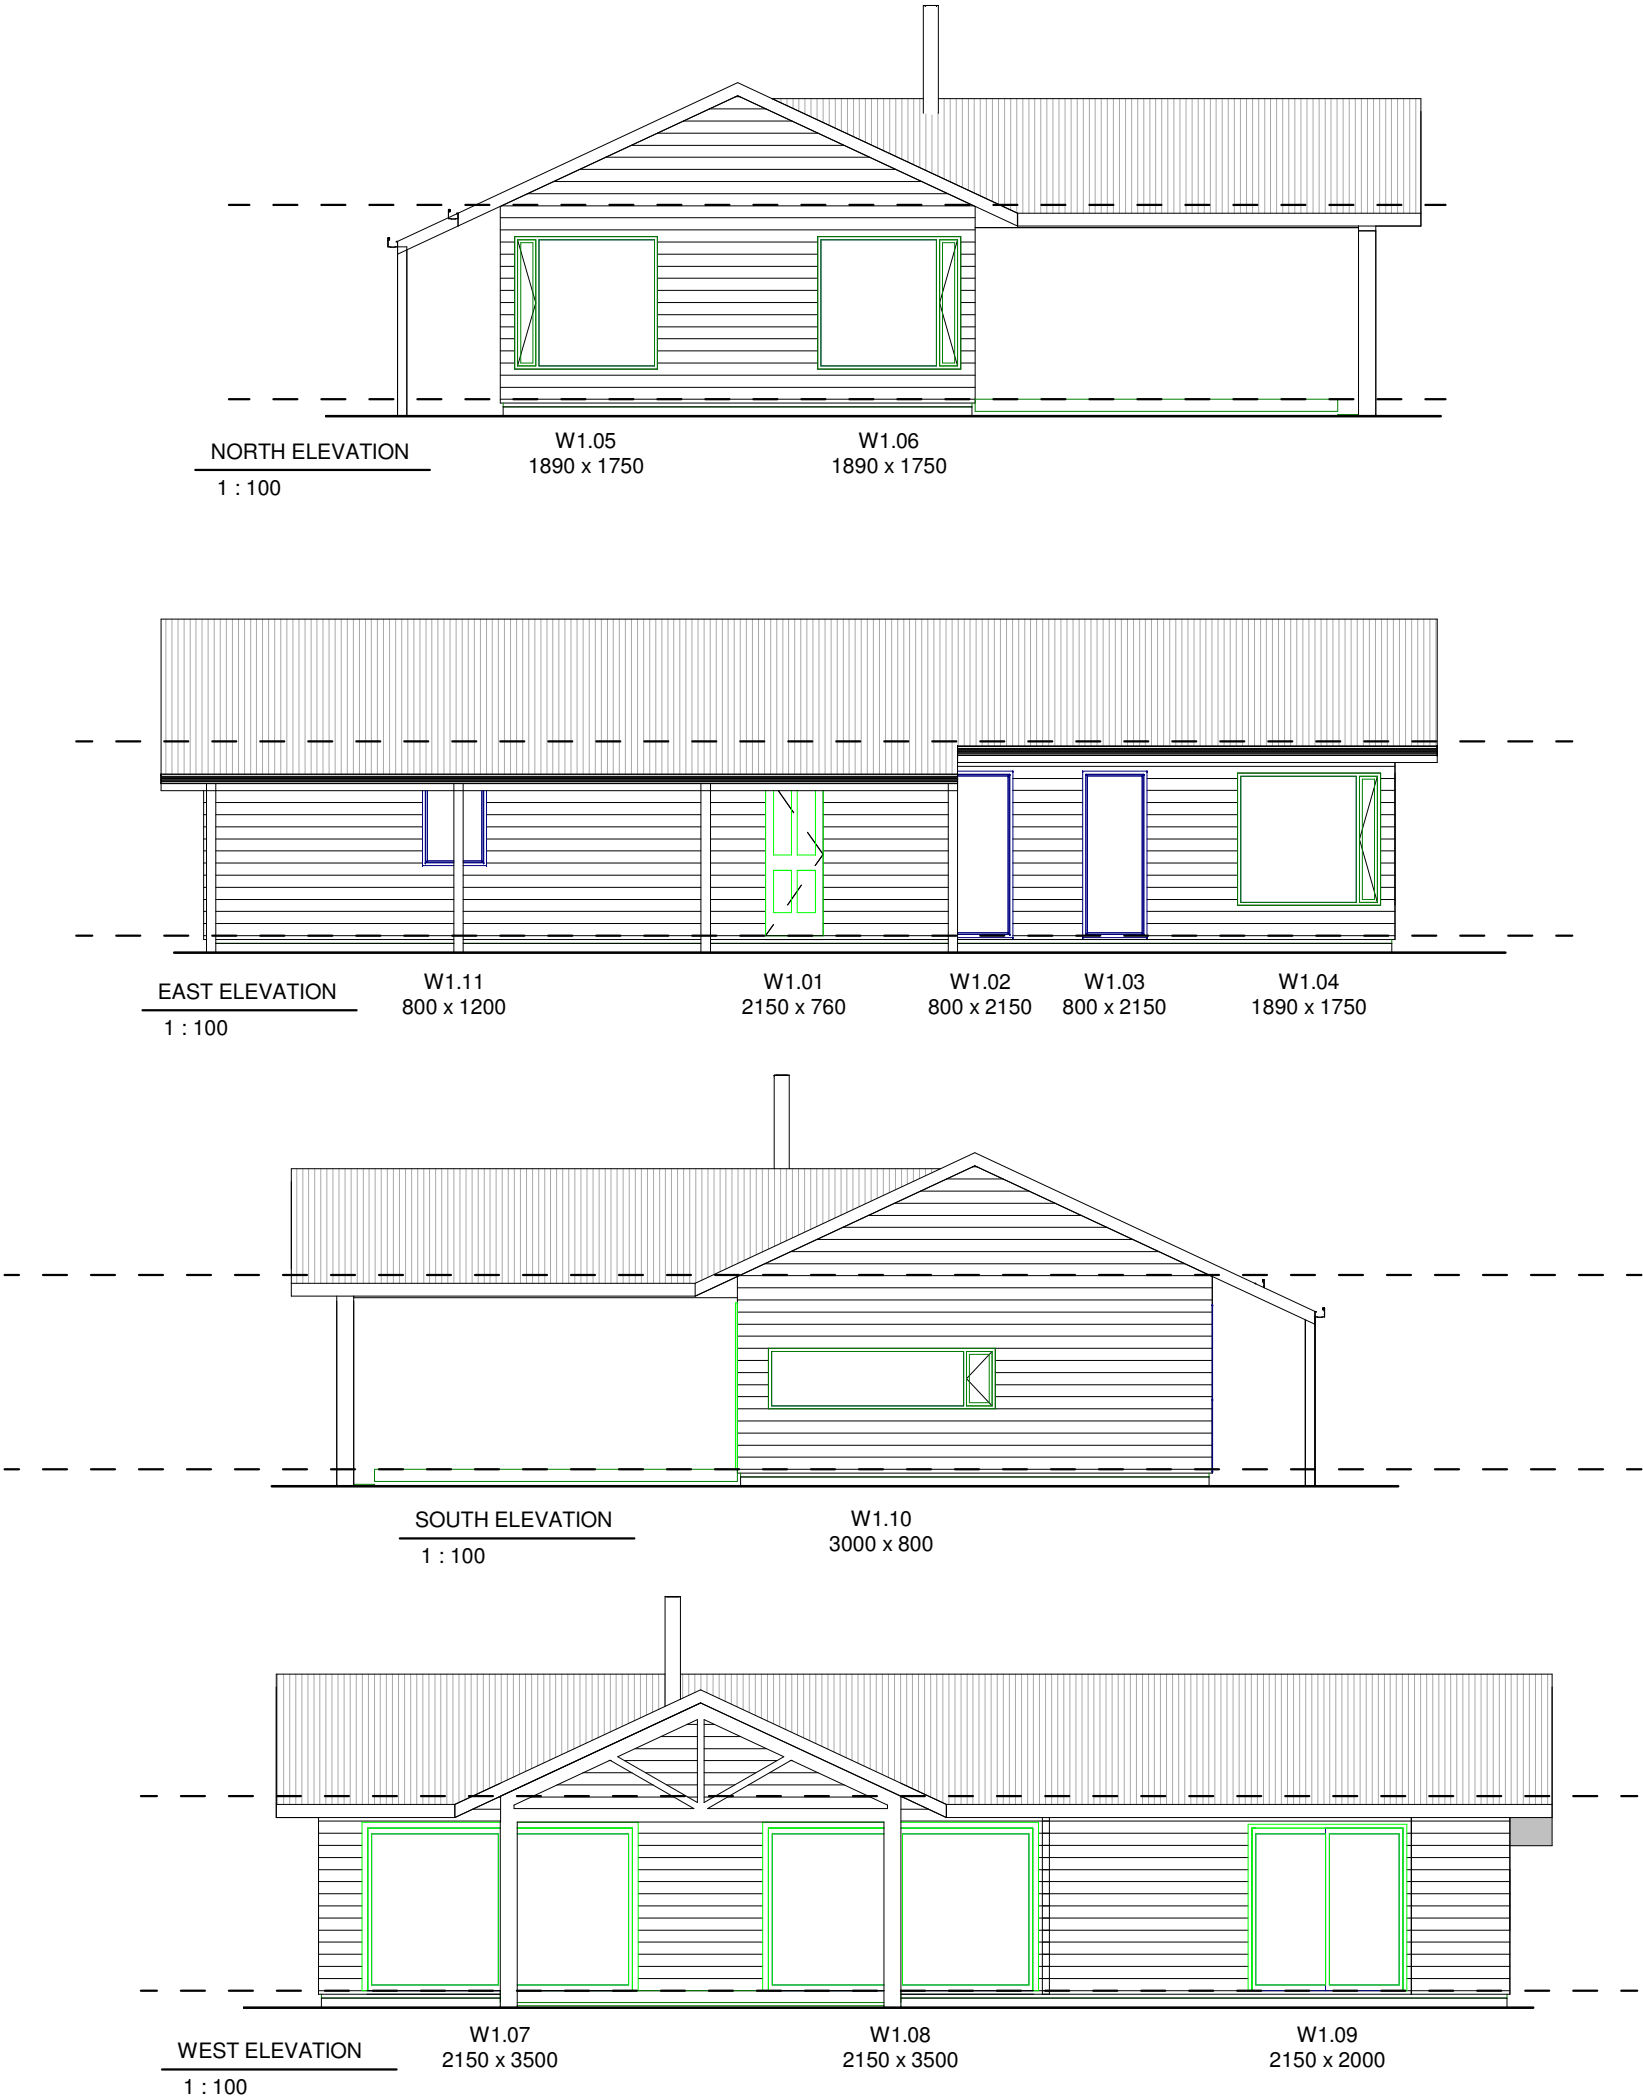 NORTH ELEVATION
1 : 100
W1.05
1890 x 1750
W1.06
1890 x 1750
EAST ELEVATION
1 : 100
W1.11
800 x 1200
W1.01
2150 x 760
W1.02
800 x 2150
W1.03
800 x 2150
W1.04
1890 x 1750
SOUTH ELEVATION
1 : 100
W1.10
3000 x 800
WEST ELEVATION
1 : 100
W1.07
2150 x 3500
W1.08
2150 x 3500
W1.09
2150 x 2000